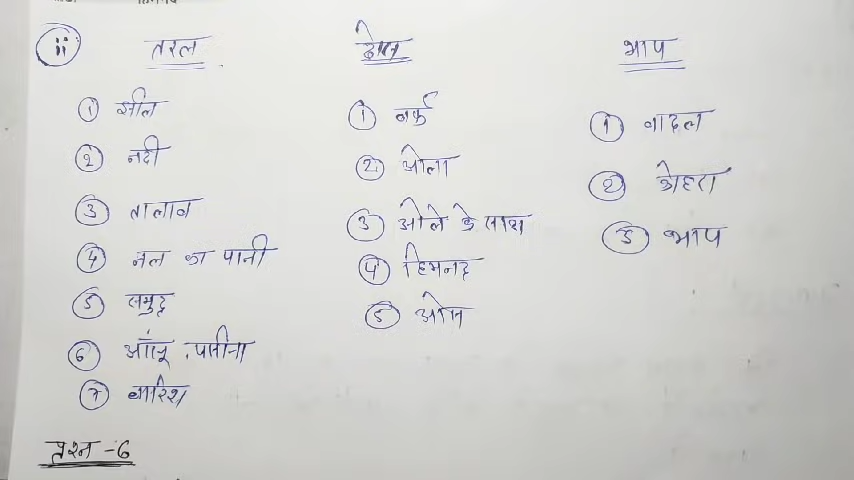 ii तरल ठोस भाप
① झील ① बर्फ ① बादल
② नदी ② ओला ② कोहरा
③ तालाब ③ ओले के साथ ③ भाप
④ नल का पानी ④ हिमनद
⑤ समुद्र ⑤ ओस
⑥ आँसू, पसीना
⑦ बारिश
प्रश्न -6